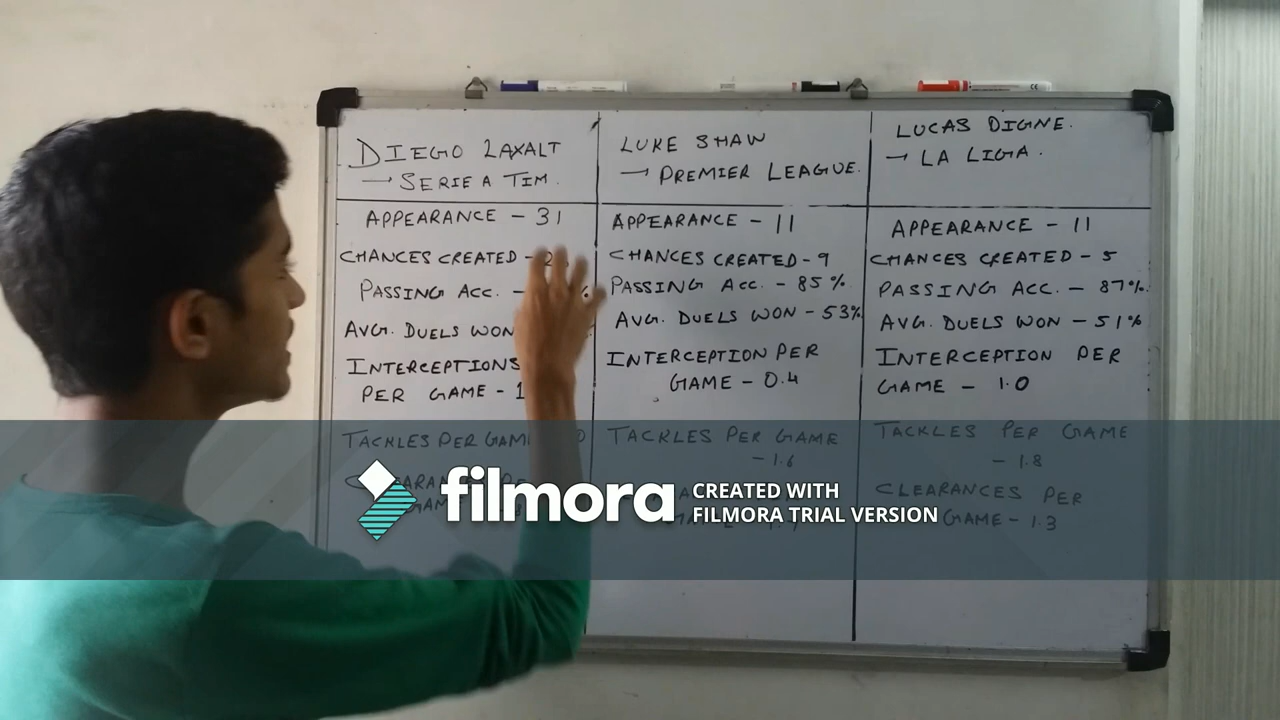 DIEGO LAXALT
→ SERIE A TIM.
APPEARANCE - 31
CHANCES CREATED -
PASSING ACC. -
AVG. DUELS WON
INTERCEPTIONS
PER GAME - 1
TACKLES PER GAME
LUKE SHAW
→ PREMIER LEAGUE.
APPEARANCE - 11
CHANCES CREATED - 9
PASSING ACC. - 85%
AVG. DUELS WON - 53%
INTERCEPTION PER
GAME - 0.4
TACKLES PER GAME
- 1.6
LUCAS DIGNE.
→ LA LIGA.
APPEARANCE - 11
CHANCES CREATED - 5
PASSING ACC. - 87%.
AVG. DUELS WON - 51%
INTERCEPTION PER
GAME - 1.0
TACKLES PER GAME
- 1.8
CLEARANCES PER
GAME - 1.3
filmora
CREATED WITH
FILMORA TRIAL VERSION